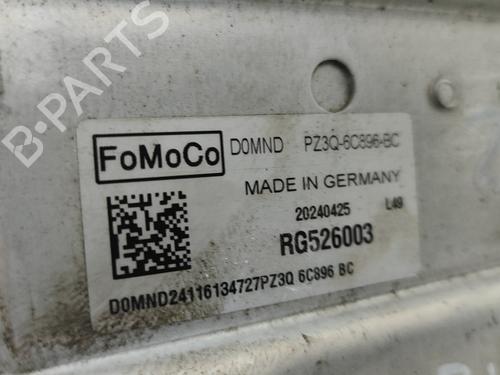 B-PARTS
FoMoCo D0MND PZ3Q-6C896-BC
MADE IN GERMANY
20240425 L49
RG526003
D0MND24116134727PZ3Q 6C896 BC